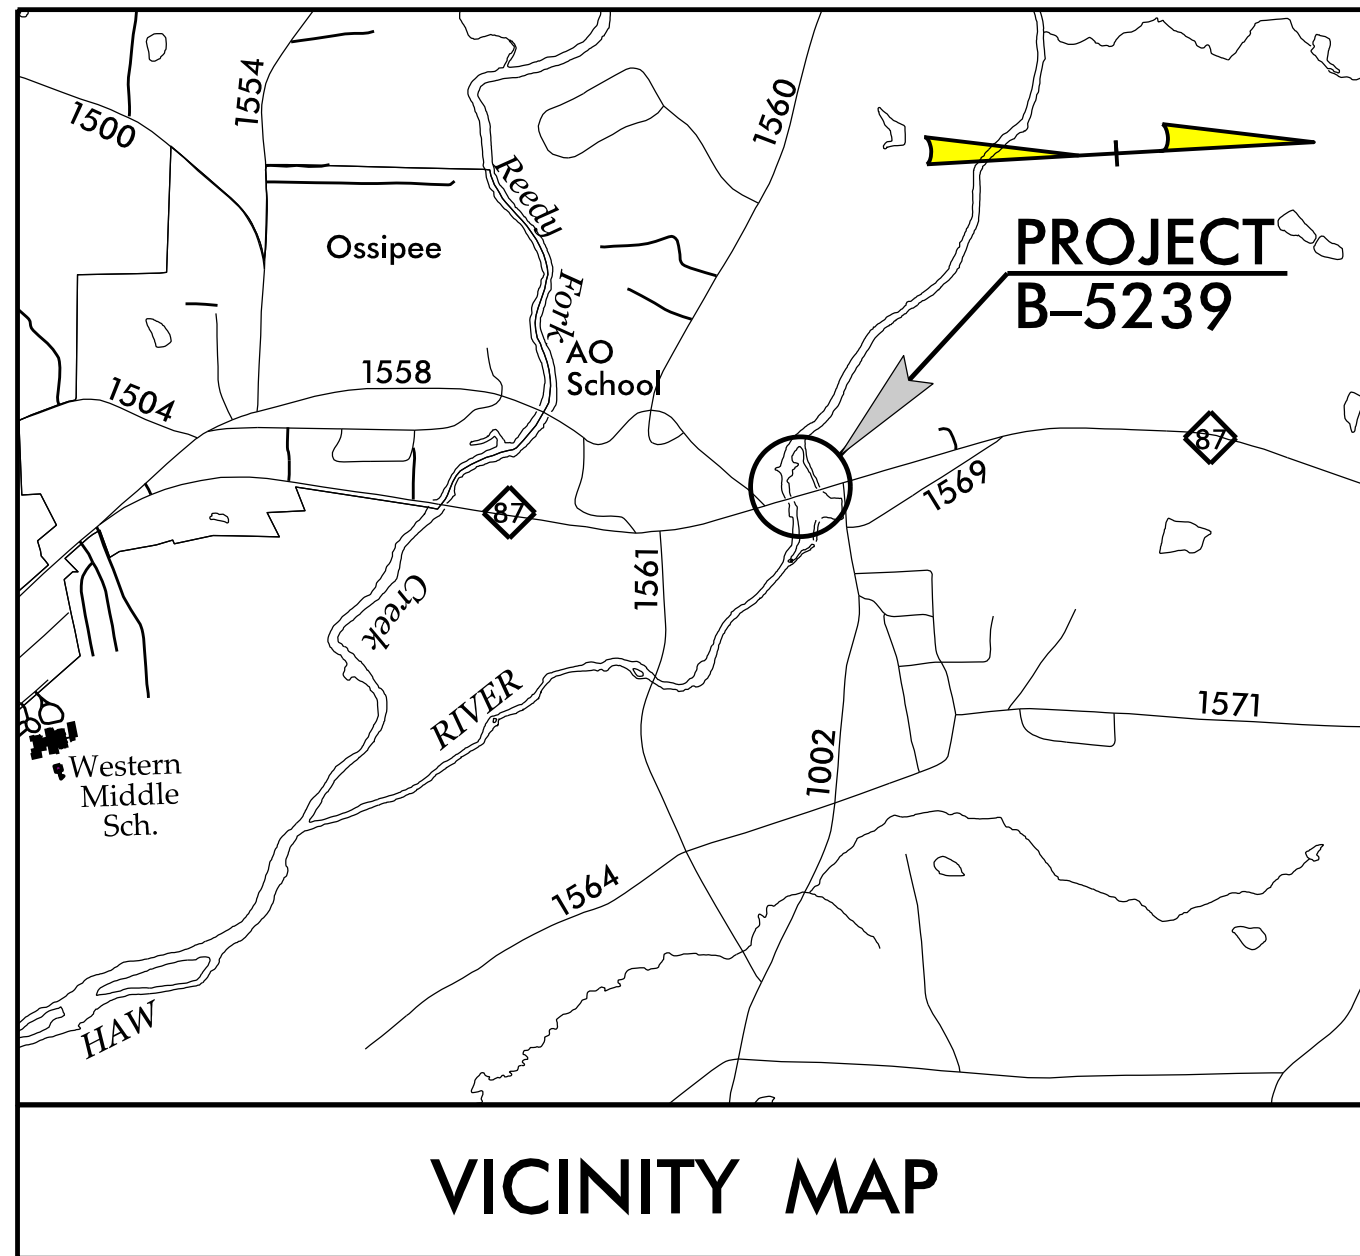 1500
1554
1560
Reedy
Fork
Creek
Ossipee
PROJECT
B–5239
AO
School
1558
1504
87
87
1569
1561
RIVER
1571
1002
Western
Middle
Sch.
1564
HAW
VICINITY MAP